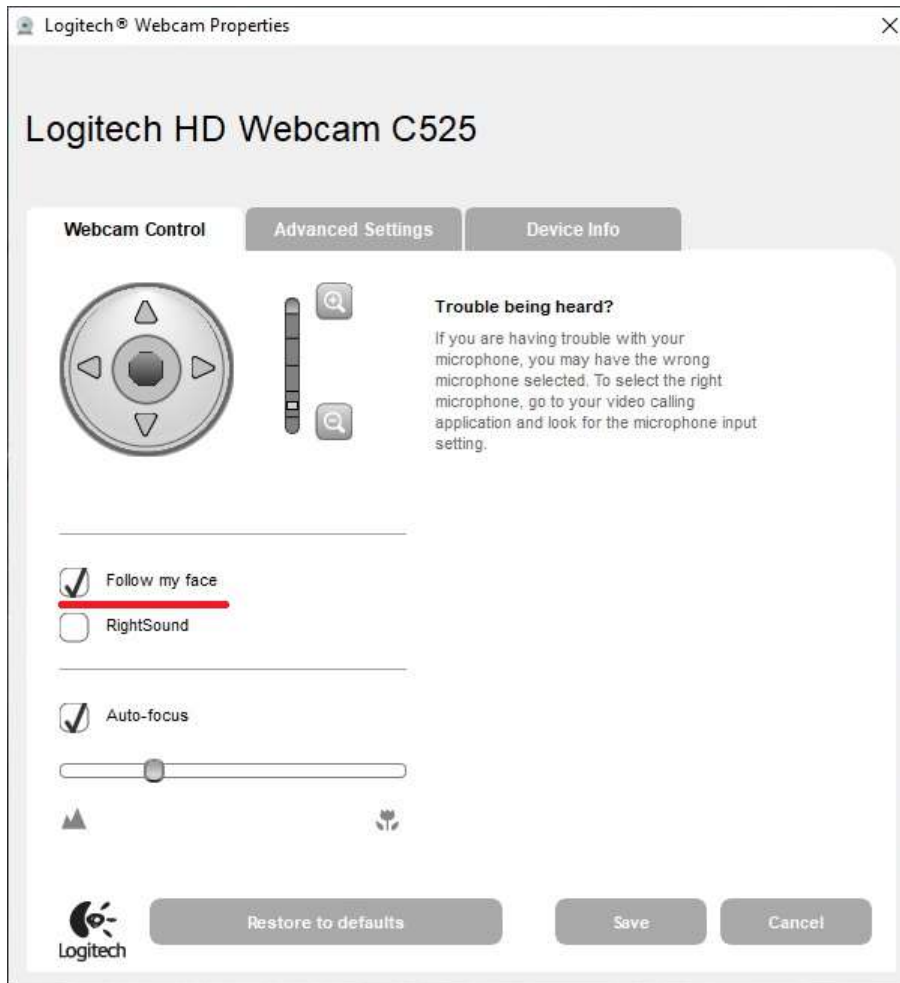 Logitech® Webcam Properties
Logitech HD Webcam C525
Webcam Control
Advanced Settings
Device Info
Trouble being heard?
If you are having trouble with your
microphone, you may have the wrong
microphone selected. To select the right
microphone, go to your video calling
application and look for the microphone input
setting.
Follow my face
RightSound
Auto-focus
Logitech
Restore to defaults
Save
Cancel